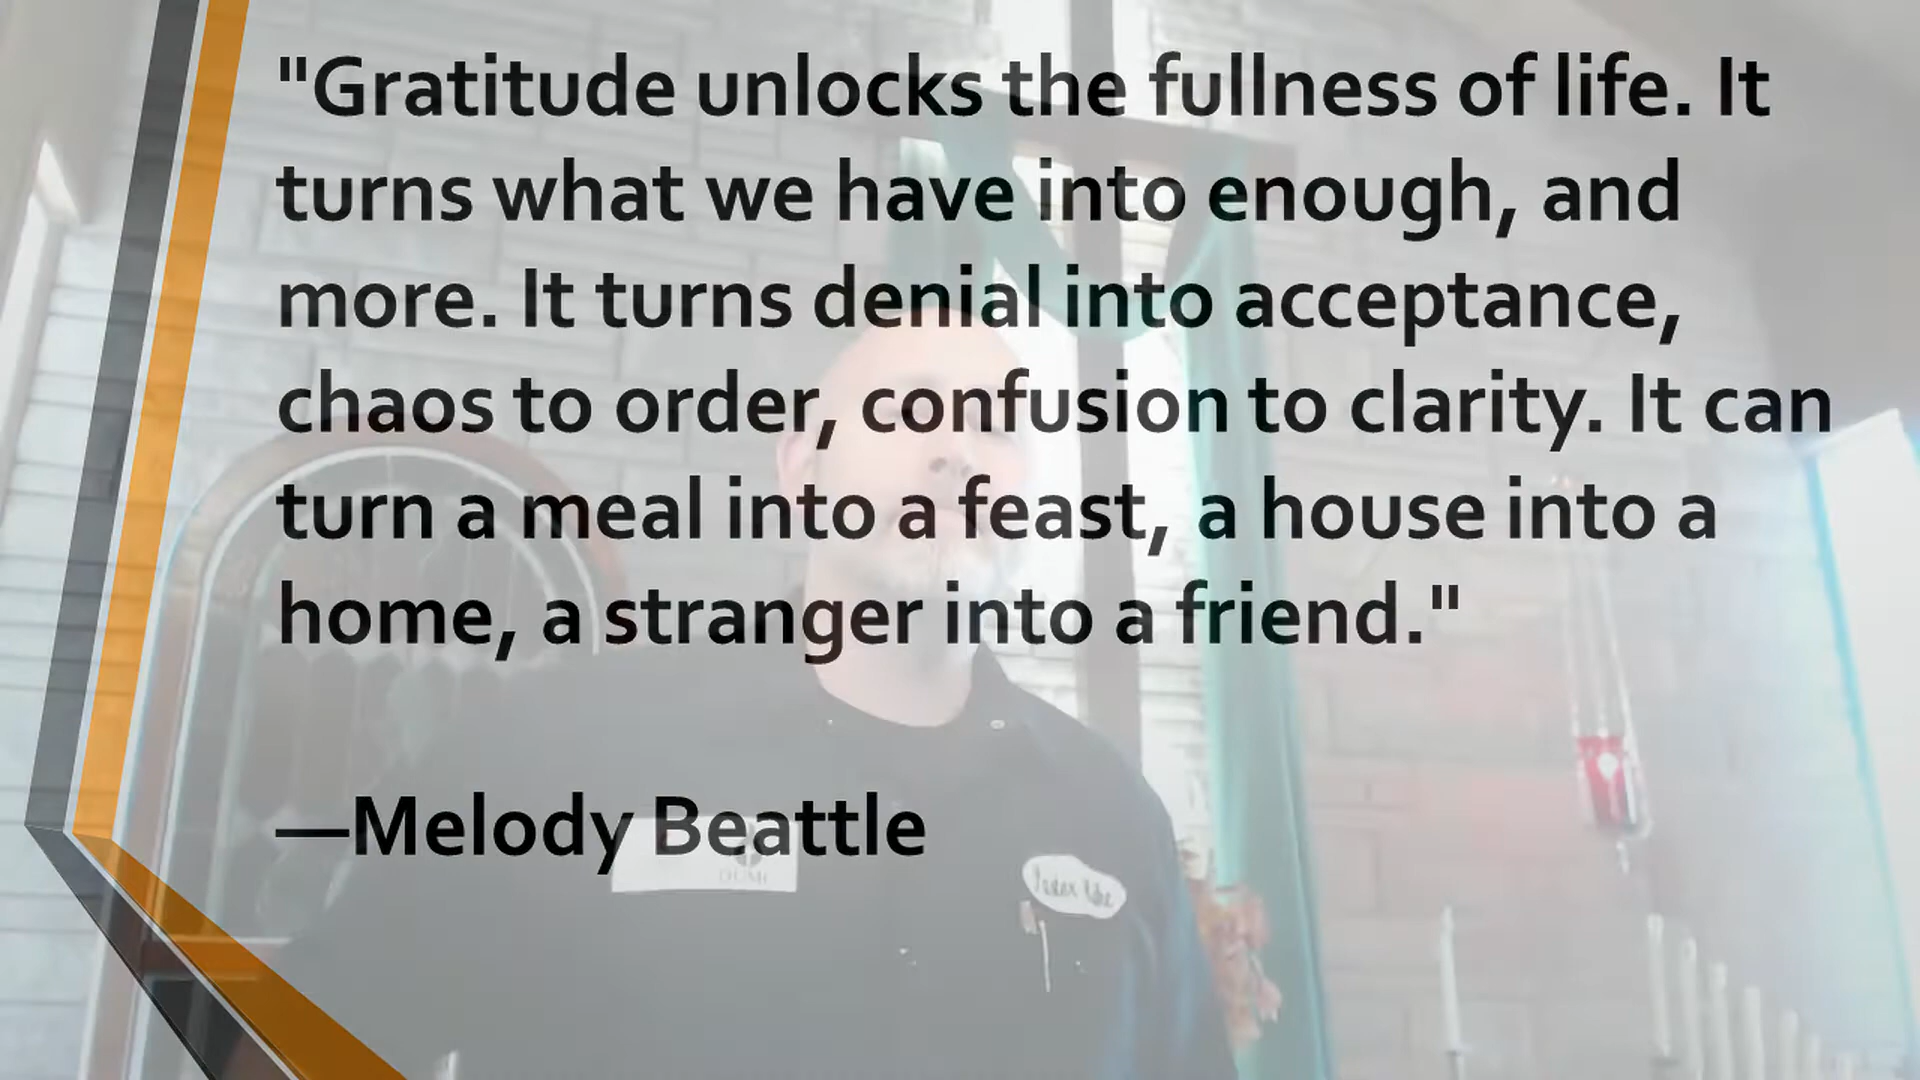 "Gratitude unlocks the fullness of life. It
turns what we have into enough, and
more. It turns denial into acceptance,
chaos to order, confusion to clarity. It can
turn a meal into a feast, a house into a
home, a stranger into a friend."
—Melody Beattle